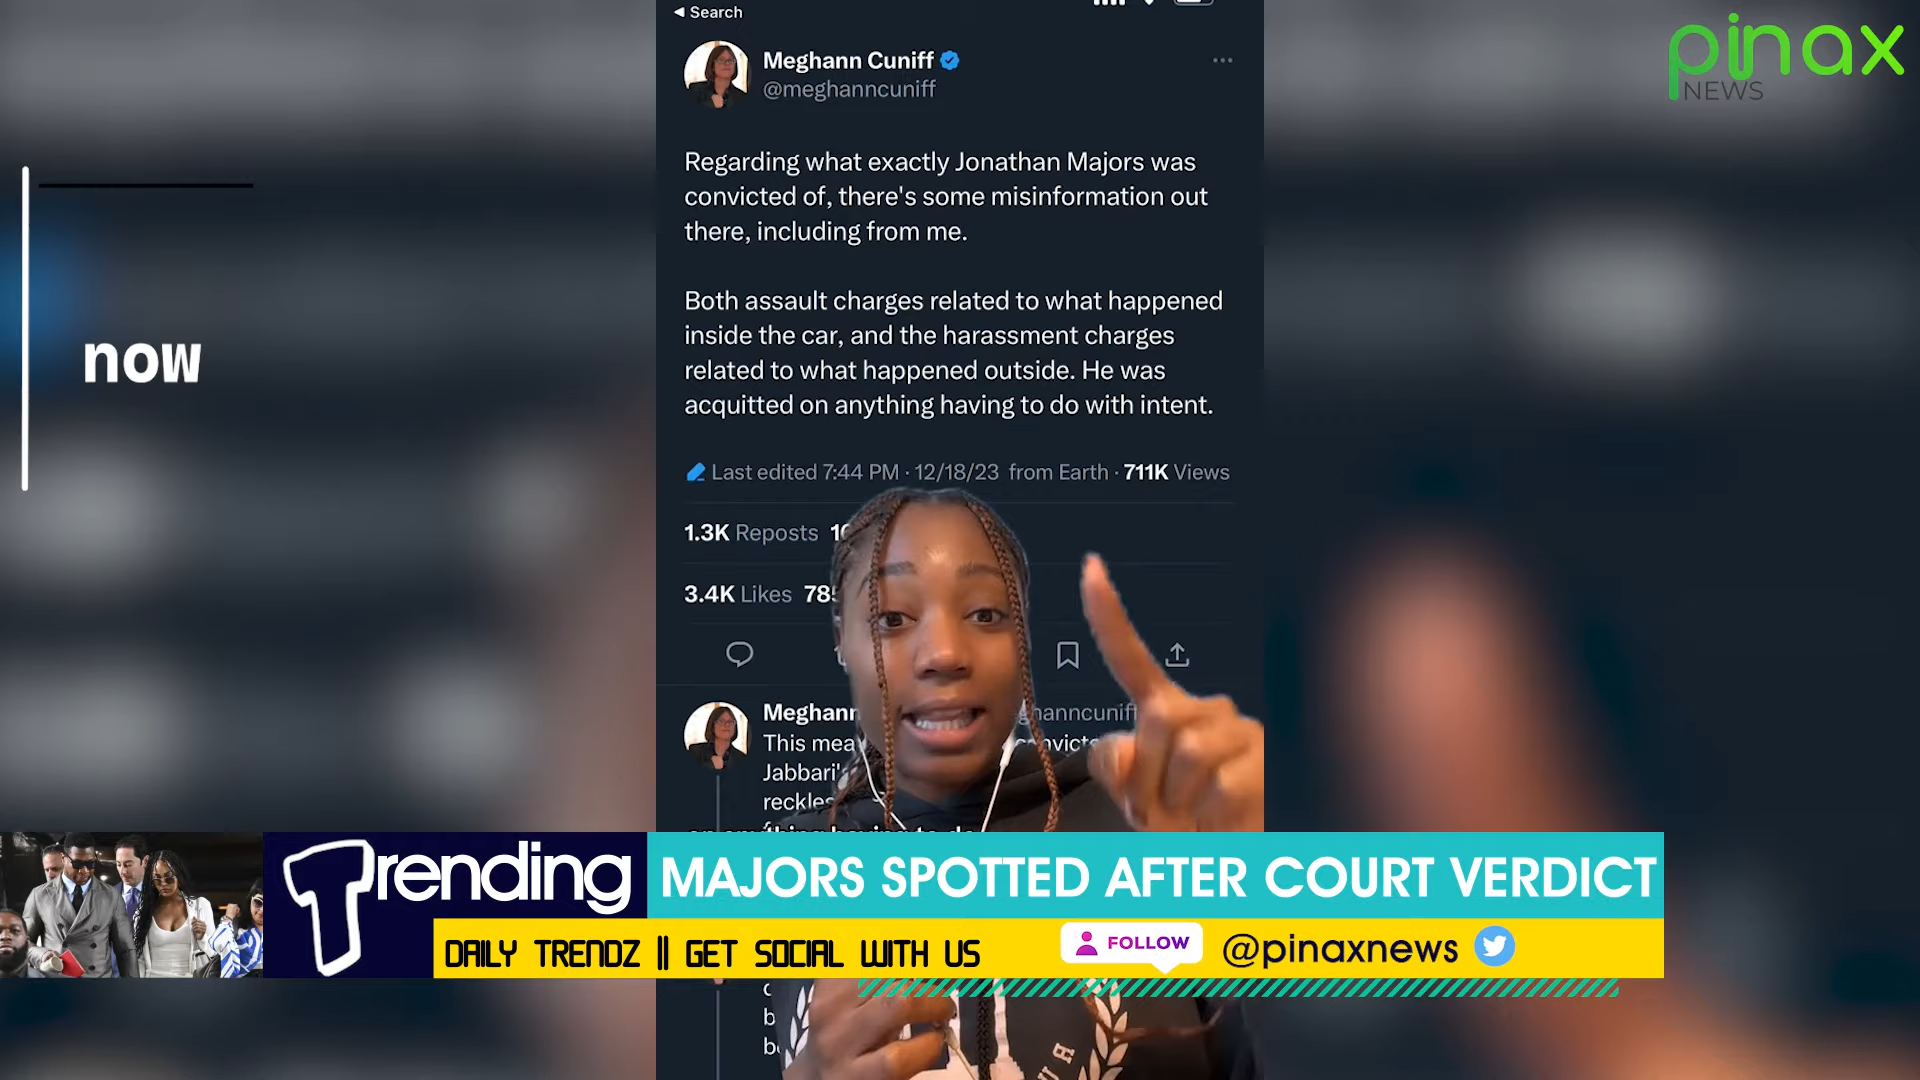 Search
pinax
NEWS
Meghann Cuniff
@meghanncuniff
Regarding what exactly Jonathan Majors was
convicted of, there's some misinformation out
there, including from me.
now
Both assault charges related to what happened
inside the car, and the harassment charges
related to what happened outside. He was
acquitted on anything having to do with intent.
Last edited 7:44 PM · 12/18/23 from Earth · 711K Views
1.3K Reposts
3.4K Likes
Meghann
This
Jabbari's
Trending
MAJORS SPOTTED AFTER COURT VERDICT
DAILY TRENDZ || GET SOCIAL WITH US
FOLLOW
@pinaxnews